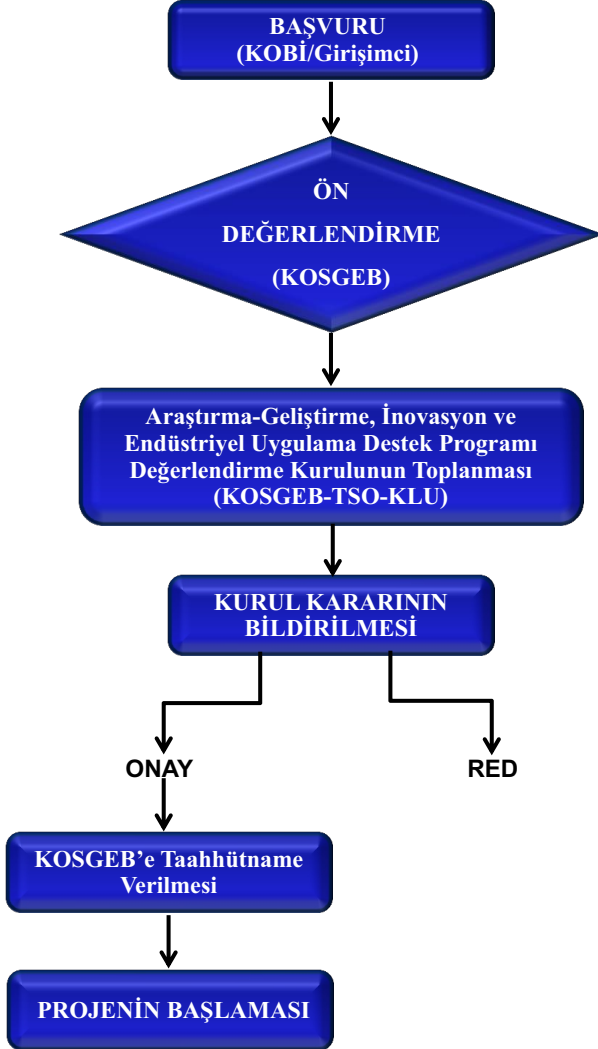 BAŞVURU
(KOBİ/Girişimci)
ÖN
DEĞERLENDİRME
(KOSGEB)
Araştırma-Geliştirme, İnovasyon ve
Endüstriyel Uygulama Destek Programı
Değerlendirme Kurulunun Toplanması
(KOSGEB-TSO-KLU)
KURUL KARARININ
BİLDİRİLMESİ
ONAY
RED
KOSGEB’e Taahhütname
Verilmesi
PROJENİN BAŞLAMASI